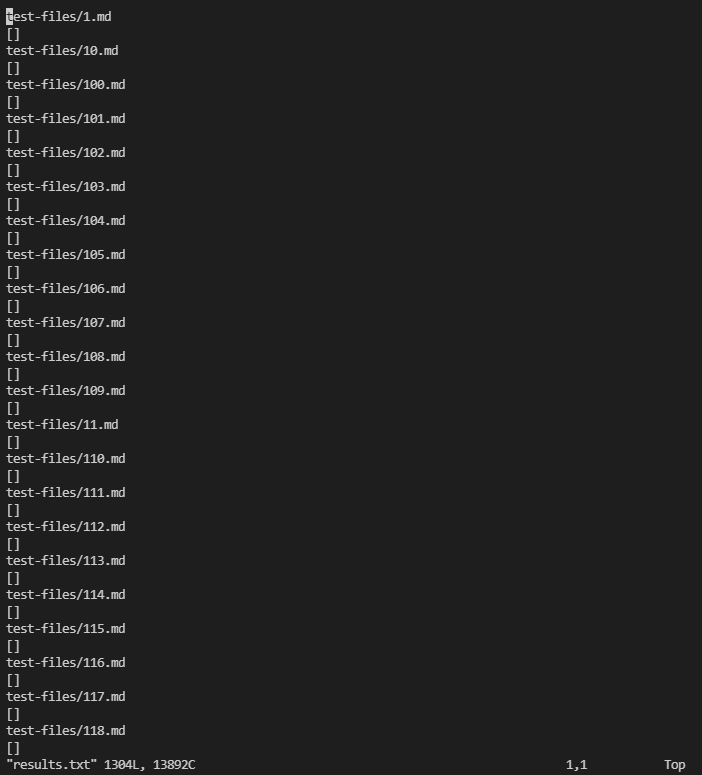 test-files/1.md
[]
test-files/10.md
[]
test-files/100.md
[]
test-files/101.md
[]
test-files/102.md
[]
test-files/103.md
[]
test-files/104.md
[]
test-files/105.md
[]
test-files/106.md
[]
test-files/107.md
[]
test-files/108.md
[]
test-files/109.md
[]
test-files/11.md
[]
test-files/110.md
[]
test-files/111.md
[]
test-files/112.md
[]
test-files/113.md
[]
test-files/114.md
[]
test-files/115.md
[]
test-files/116.md
[]
test-files/117.md
[]
test-files/118.md
[]
"results.txt" 1304L, 13892C 1,1 Top